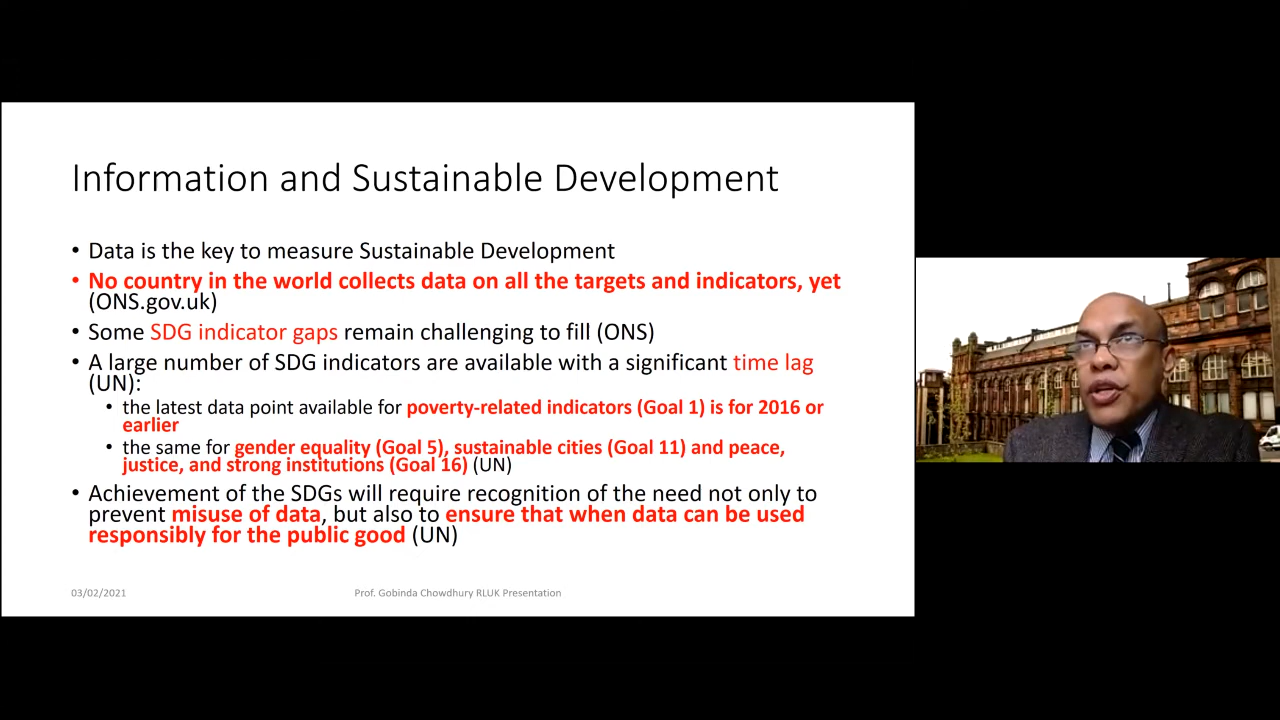 Information and Sustainable Development
• Data is the key to measure Sustainable Development
• No country in the world collects data on all the targets and indicators, yet
(ONS.gov.uk)
• Some SDG indicator gaps remain challenging to fill (ONS)
• A large number of SDG indicators are available with a significant time lag
(UN):
• the latest data point available for poverty-related indicators (Goal 1) is for 2016 or
earlier
• the same for gender equality (Goal 5), sustainable cities (Goal 11) and peace,
justice, and strong institutions (Goal 16) (UN)
• Achievement of the SDGs will require recognition of the need not only to
prevent misuse of data, but also to ensure that when data can be used
responsibly for the public good (UN)
03/02/2021
Prof. Gobinda Chowdhury RLUK Presentation